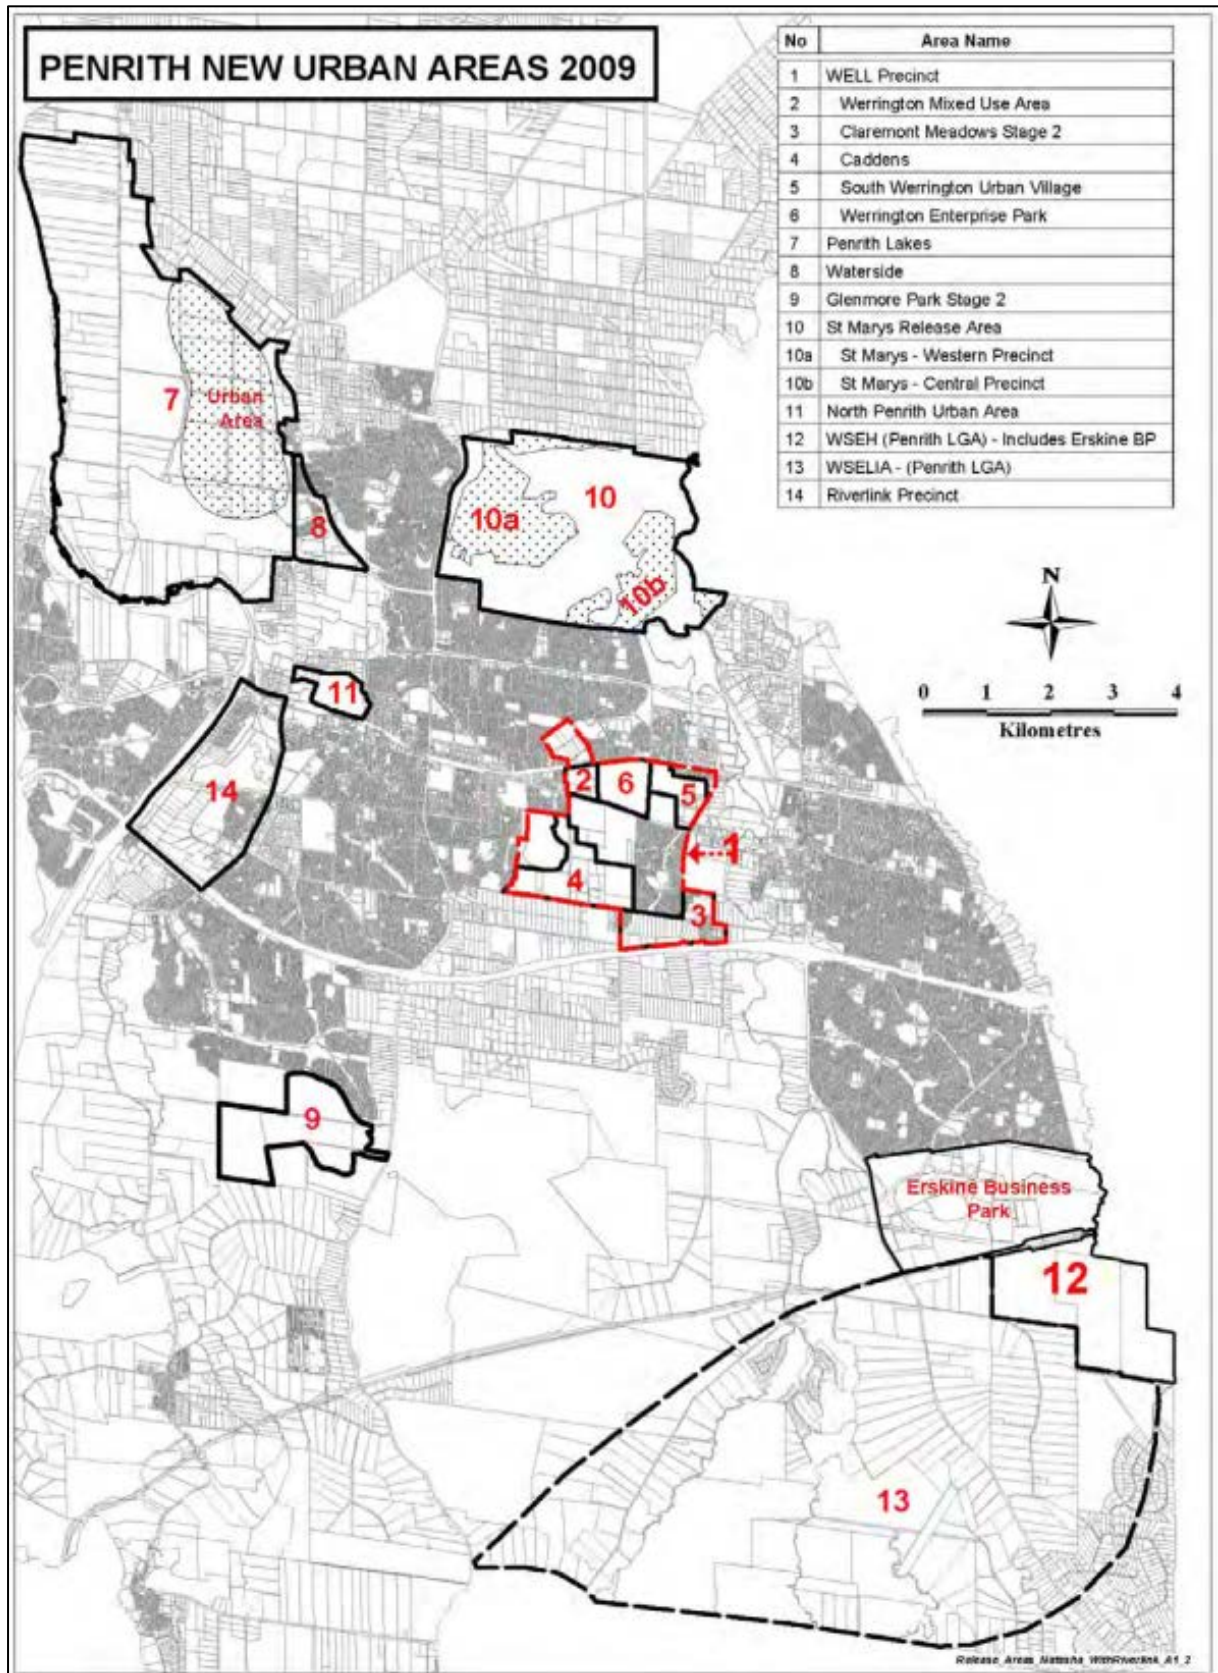 PENRITH NEW URBAN AREAS 2009
No Area Name
1 WELL Precinct
2 Werrington Mixed Use Area
3 Claremont Meadows Stage 2
4 Caddens
5 South Werrington Urban Village
6 Werrington Enterprise Park
7 Penrith Lakes
8 Waterside
9 Glenmore Park Stage 2
10 St Marys Release Area
10a St Marys - Western Precinct
10b St Marys - Central Precinct
11 North Penrith Urban Area
12 WSEH (Penrith LGA) - Includes Erskine BP
13 WSELIA - (Penrith LGA)
14 Riverlink Precinct
7
Urban
Area
8
10
10a
10b
N
0 1 2 3 4
Kilometres
11
14
2
6
5
1
4
3
9
Erskine Business
Park
12
13
Release_Areas_Natasha_WithRiverlink_A1_2